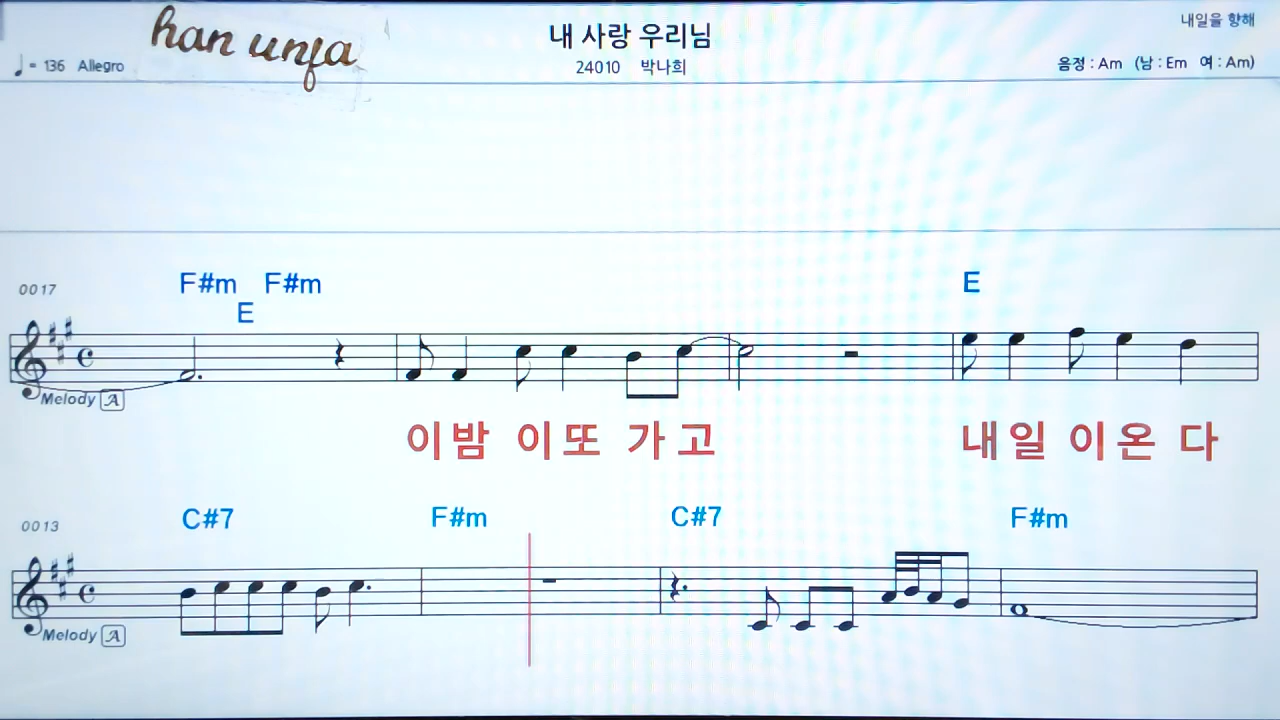 han unfa
내 사랑 우리님
내일을 향해
♩= 136 Allegro
24010 박나희
음정 : Am (남 : Em 여 : Am)
0017 F#m F#m E
E
Melody A
이밤 이또 가고 내일 이온 다
0013 C#7 F#m C#7 F#m
Melody A